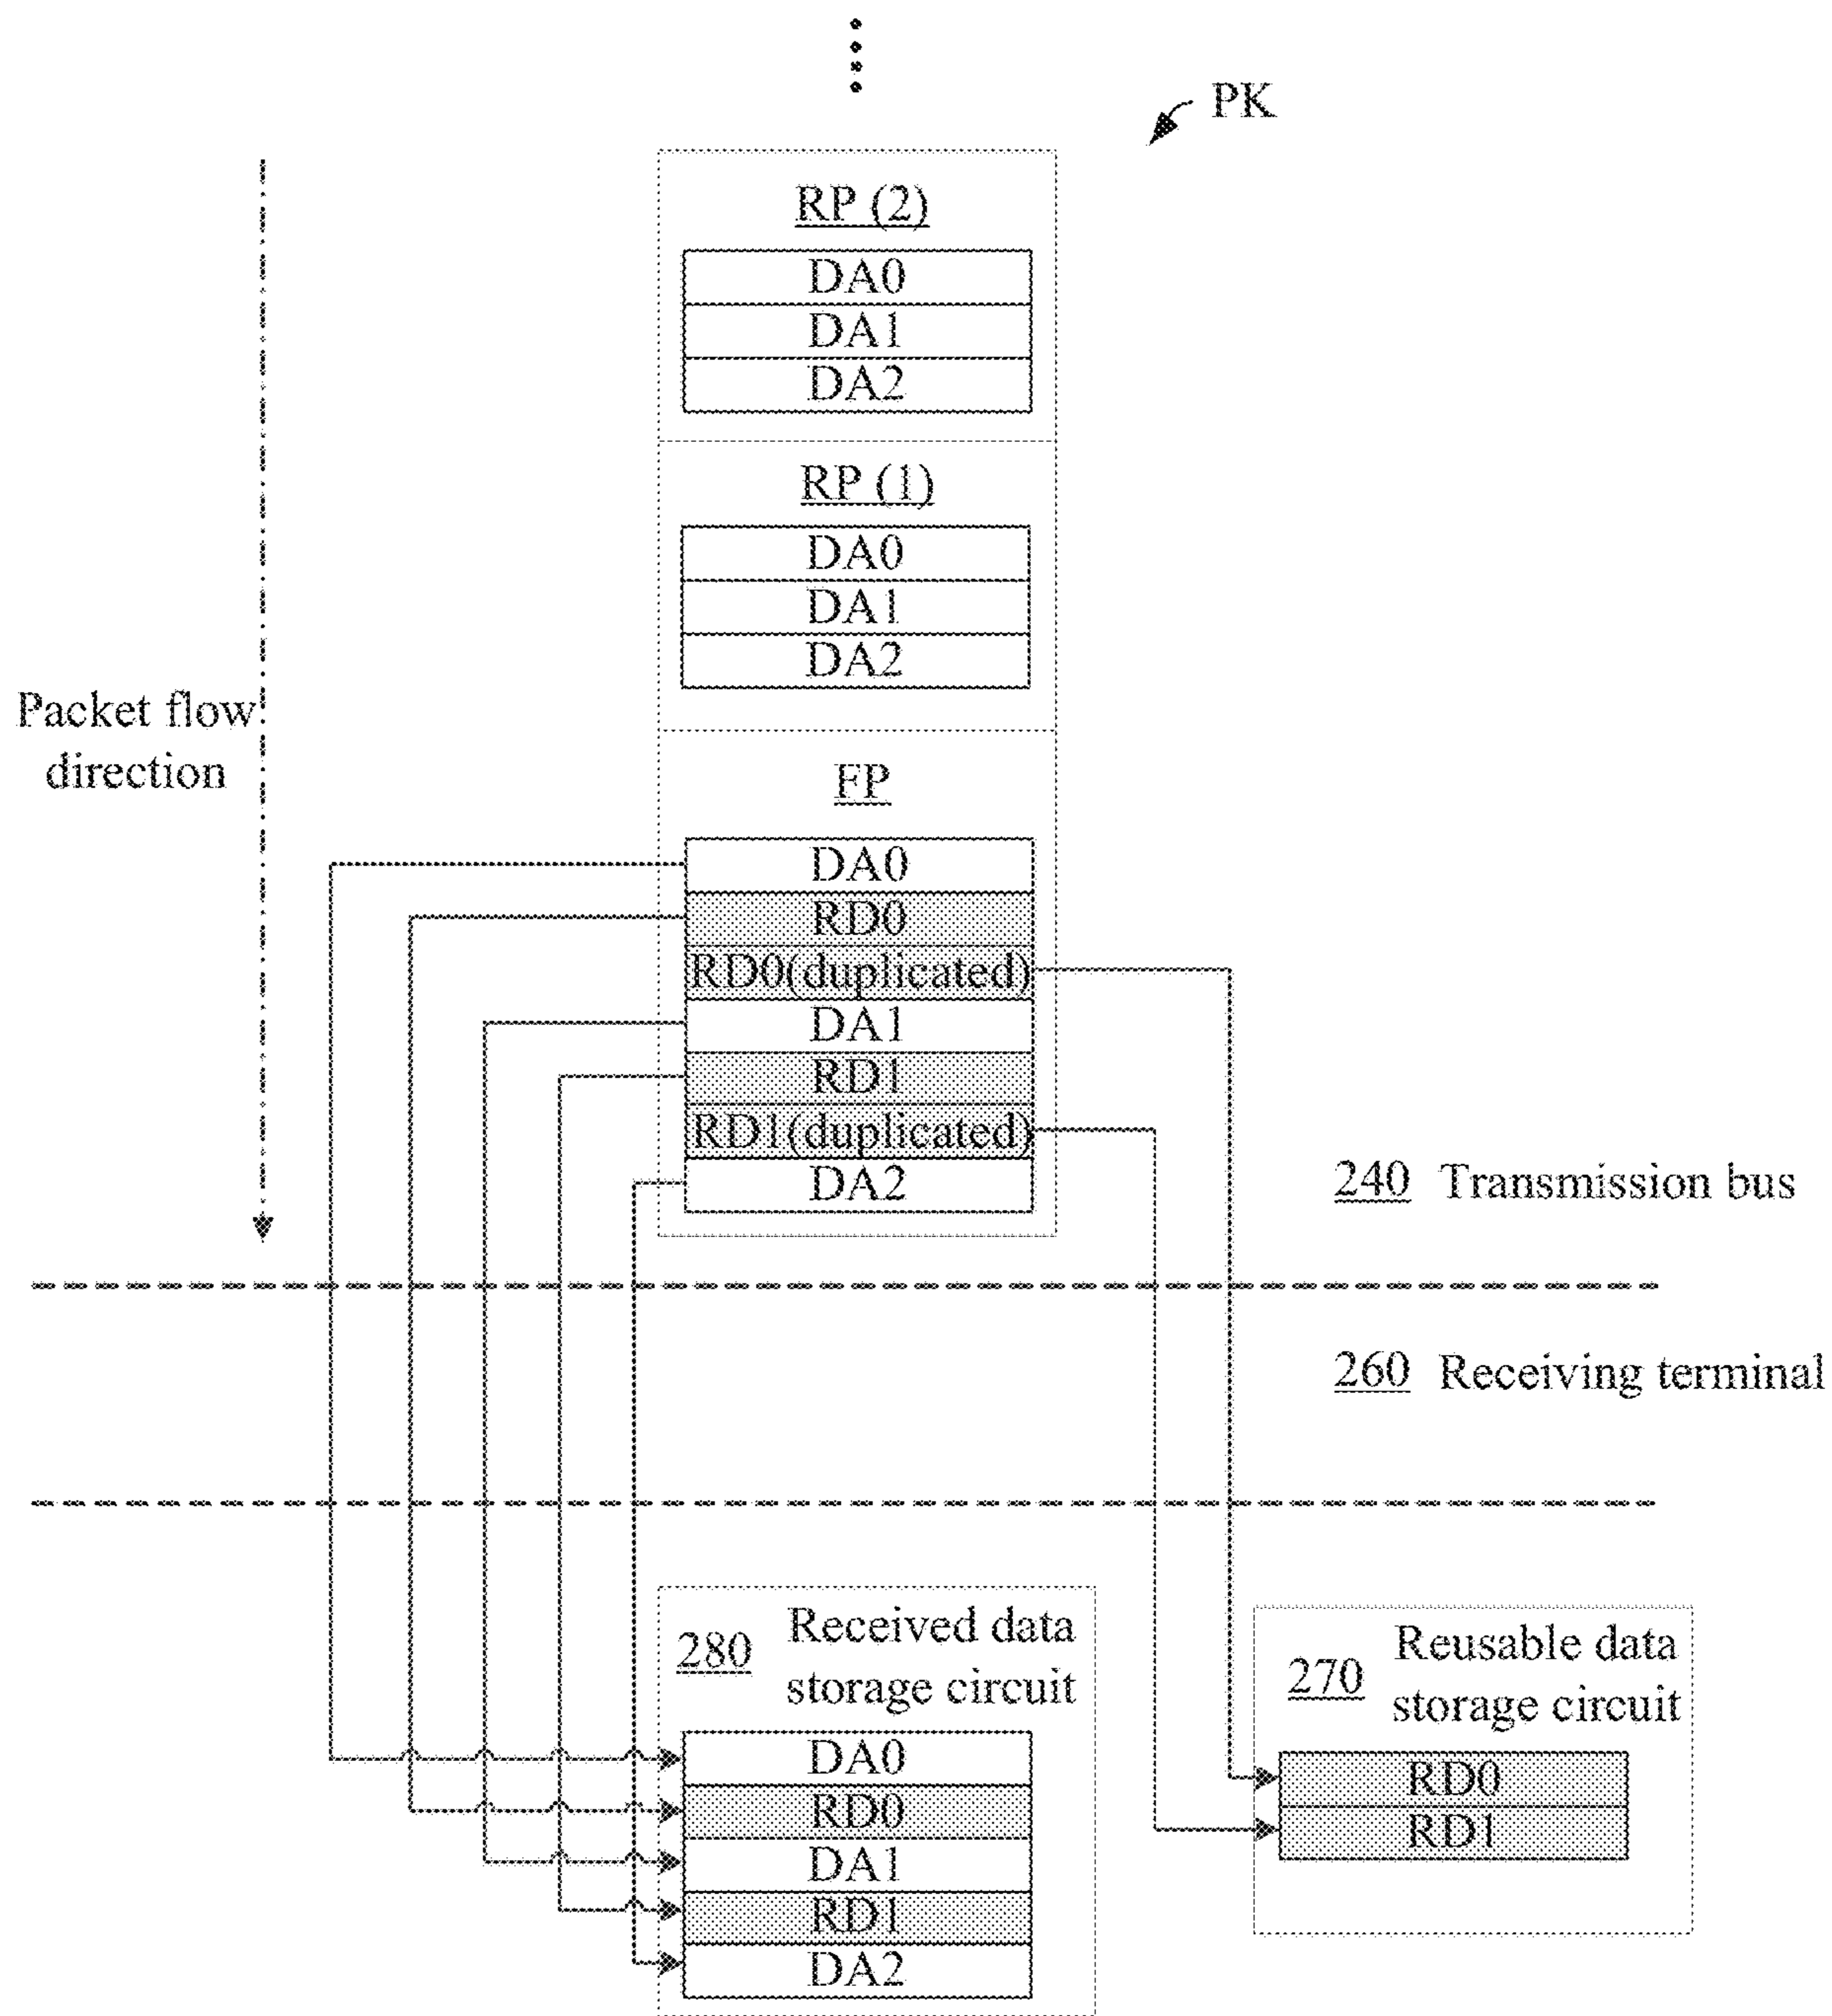 PK
RP (2)
DA0
DA1
DA2
RP (1)
DA0
DA1
DA2
Packet flow
direction
FP
DA0
RD0
RD0(duplicated)
DA1
RD1
RD1(duplicated)
DA2
240 Transmission bus
260 Receiving terminal
280 Received data
storage circuit
DA0
RD0
DA1
RD1
DA2
270 Reusable data
storage circuit
RD0
RD1